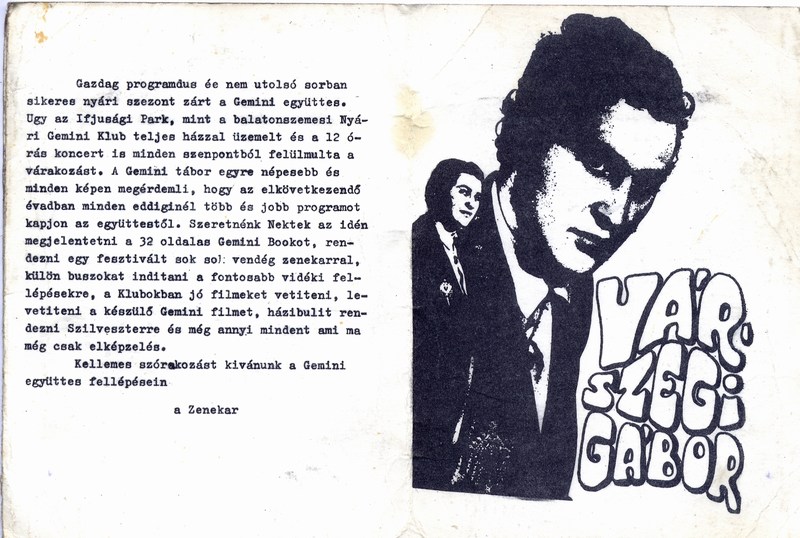 Gazdag programdus ée nem utolsó sorban
sikeres nyári szezont zárt a Gemini együttes.
Ugy az Ifjusági Park, mint a balatonszemesi Nyá-
ri Gemini Klub teljes házzal üzemelt és a 12 ó-
rás koncert is minden szenpontból felülmulta a
várakozást. A Gemini tábor egyre népesebb és
minden képen megérdemli, hogy az elkövetkezendő
évadban minden eddiginél több és jobb programot
kapjon az együttestől. Szeretnénk Nektek az idén
megjelentetni a 32 oldalas Gemini Bookot, ren-
dezni egy fesztivált sok sok vendég zenekarral,
külön buszokat inditani a fontosabb vidéki fel-
lépésekre, a Klubokban jó filmeket vetiteni, le-
vetiteni a készülő Gemini filmet, házibulit ren-
dezni Szilveszterre és még annyi mindent ami ma
még csak elképzelés.
Kellemes szórakozást kivánunk a Gemini
együttes fellépésein
a Zenekar
VÁR.
SZEGi
GÁBOR